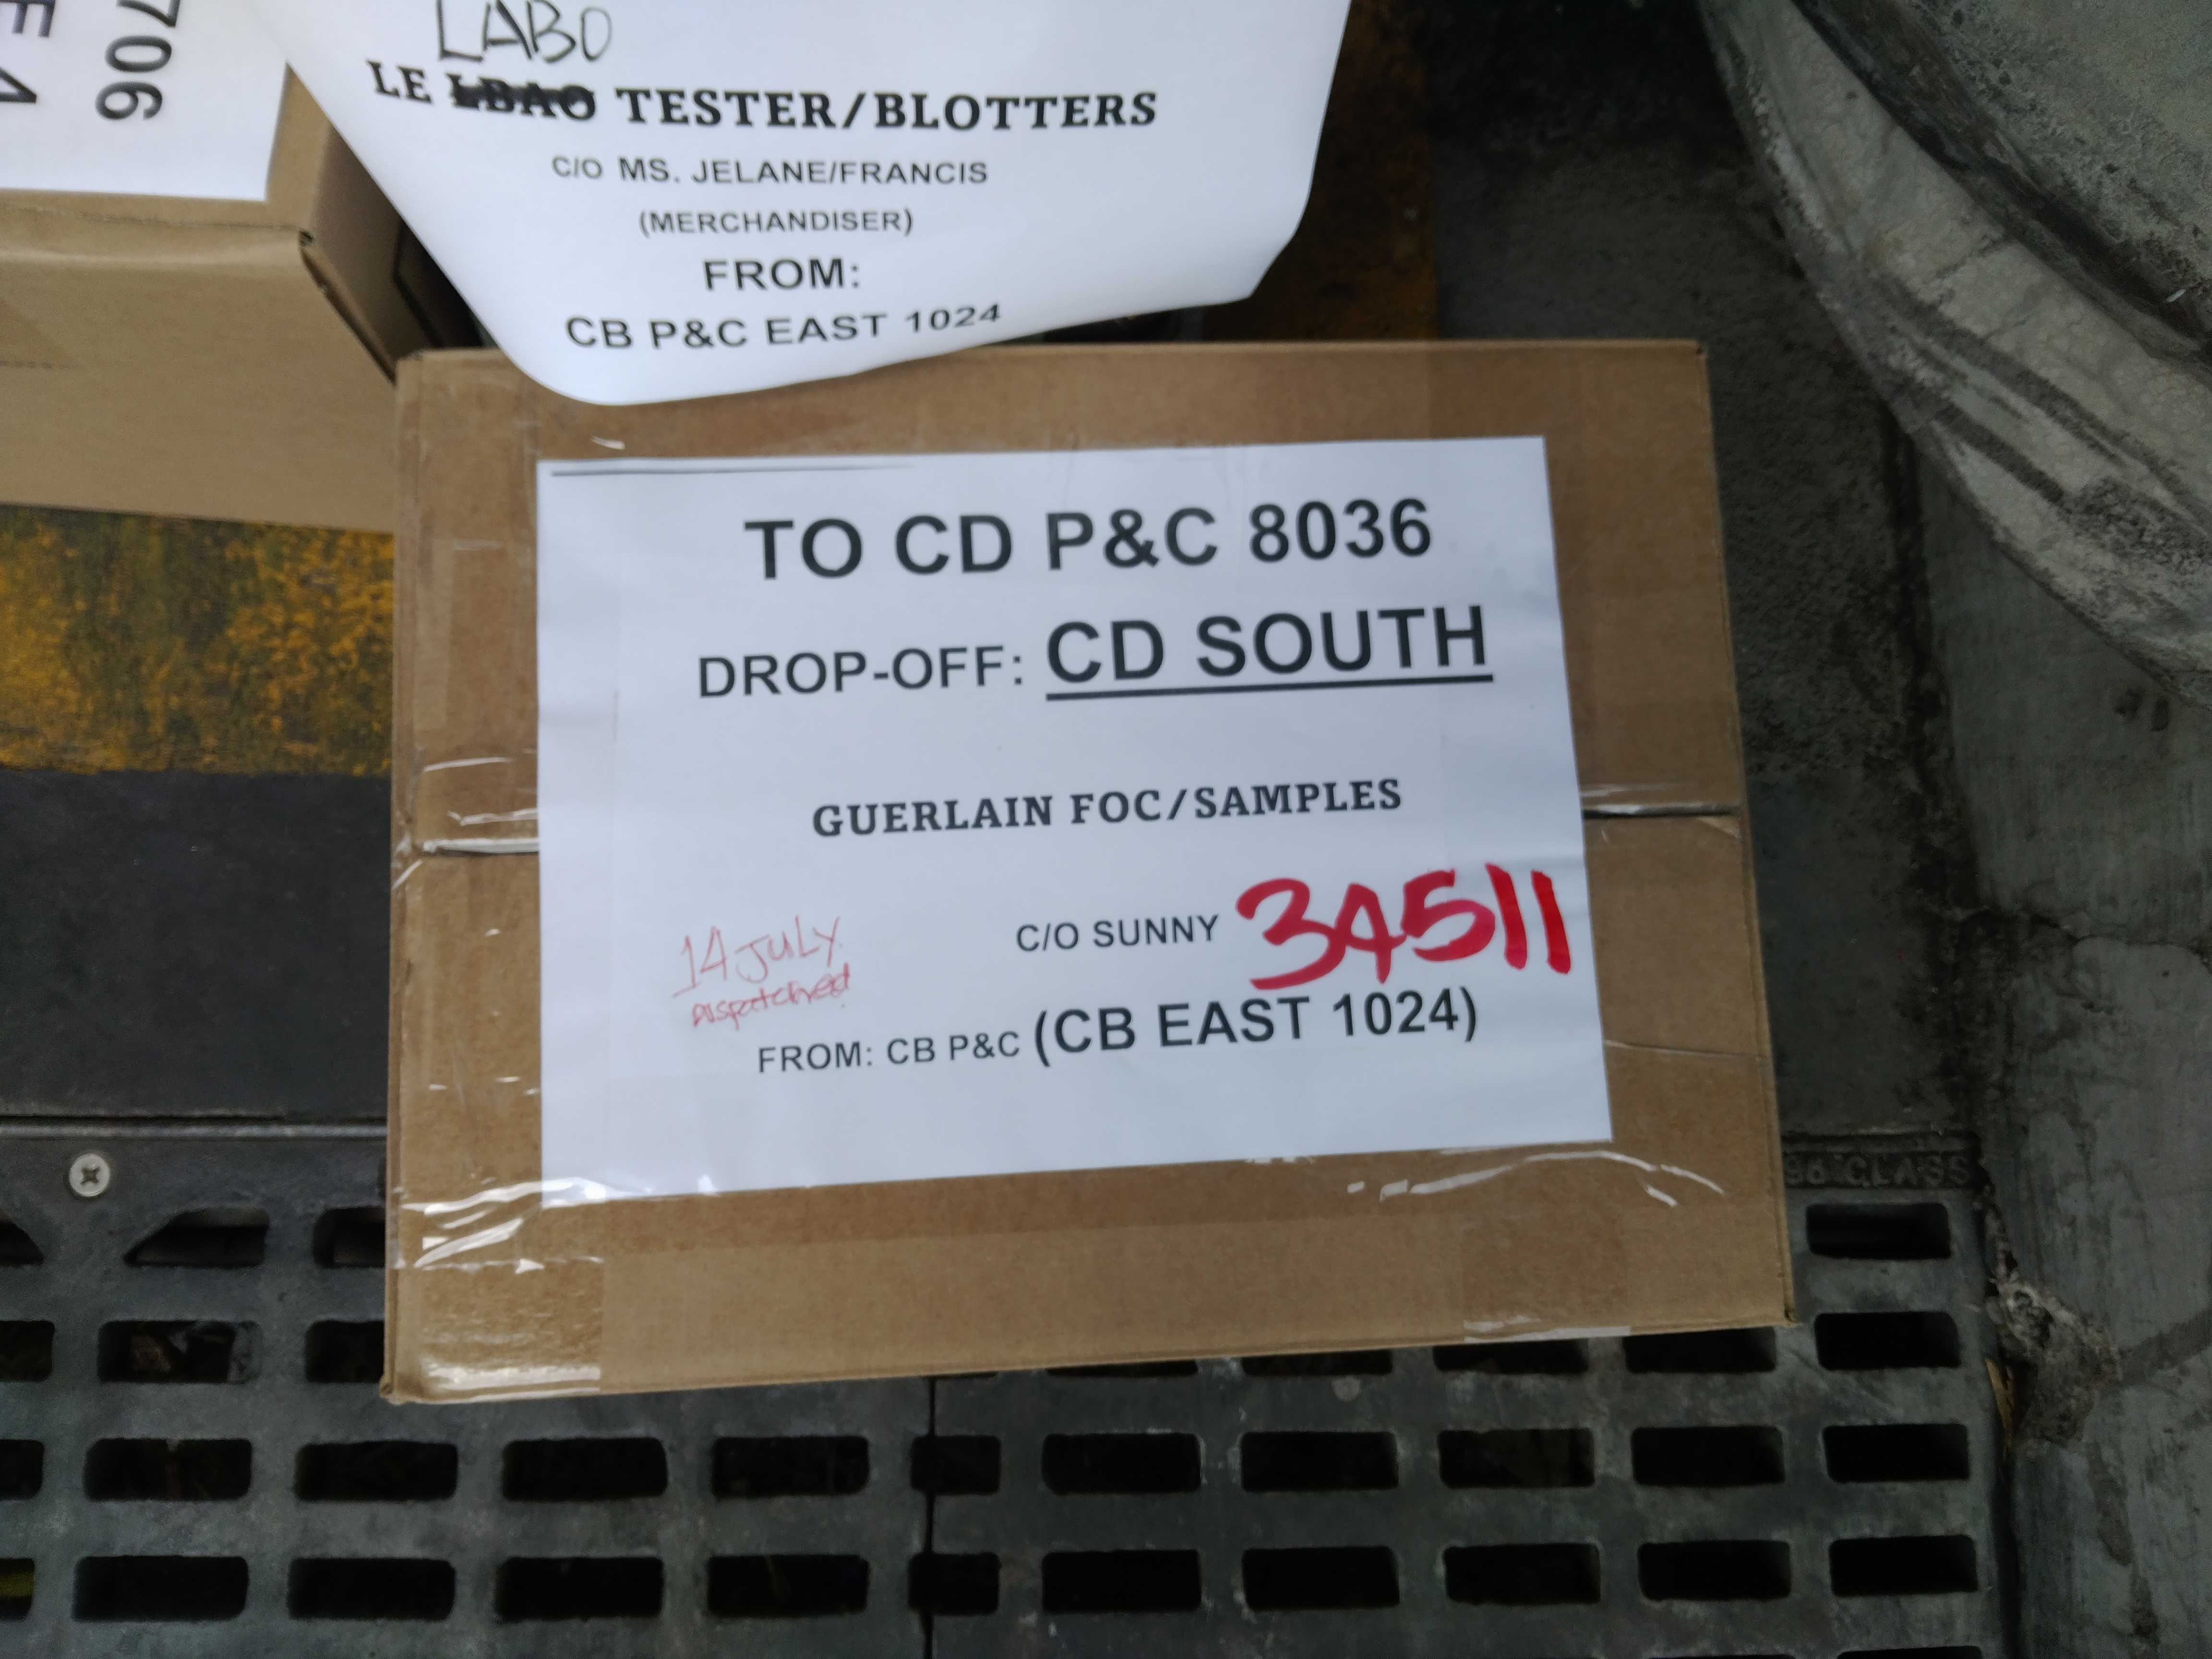 706
LABO
LE LBAO TESTER/BLOTTERS
C/O MS. JELANE/FRANCIS
(MERCHANDISER)
FROM:
CB P&C EAST 1024
TO CD P&C 8036
DROP-OFF: CD SOUTH
GUERLAIN FOC/SAMPLES
C/O SUNNY 34511
14 JULY
Dispatched
FROM: CB P&C (CB EAST 1024)
CLASS